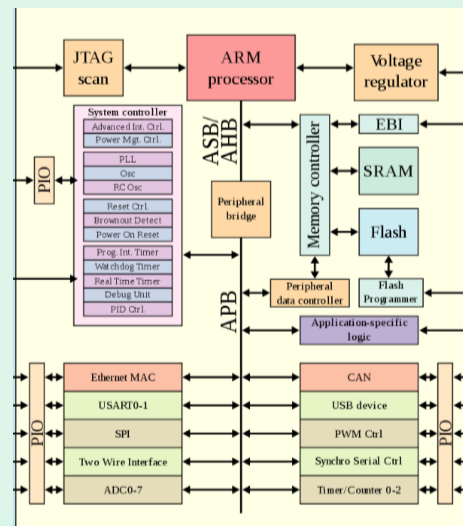 JTAG
scan
ARM
processor
Voltage
regulator
System controller
Advanced Int. Ctrl.
Power Mgt. Ctrl.
PLL
Osc
RC Osc
Reset Ctrl.
Brownout Detect
Power On Reset
Prog. Int. Timer
Watchdog Timer
Real Time Timer
Debug Unit
PID Ctrl.
PIO
ASB/
AHB
Peripheral
bridge
APB
Memory controller
EBI
SRAM
Flash
Peripheral
data controller
Flash
Programmer
Application-specific
logic
PIO
Ethernet MAC
USART0-1
SPI
Two Wire Interface
ADC0-7
CAN
USB device
PWM Ctrl
Synchro Serial Ctrl
Timer/Counter 0-2
PIO